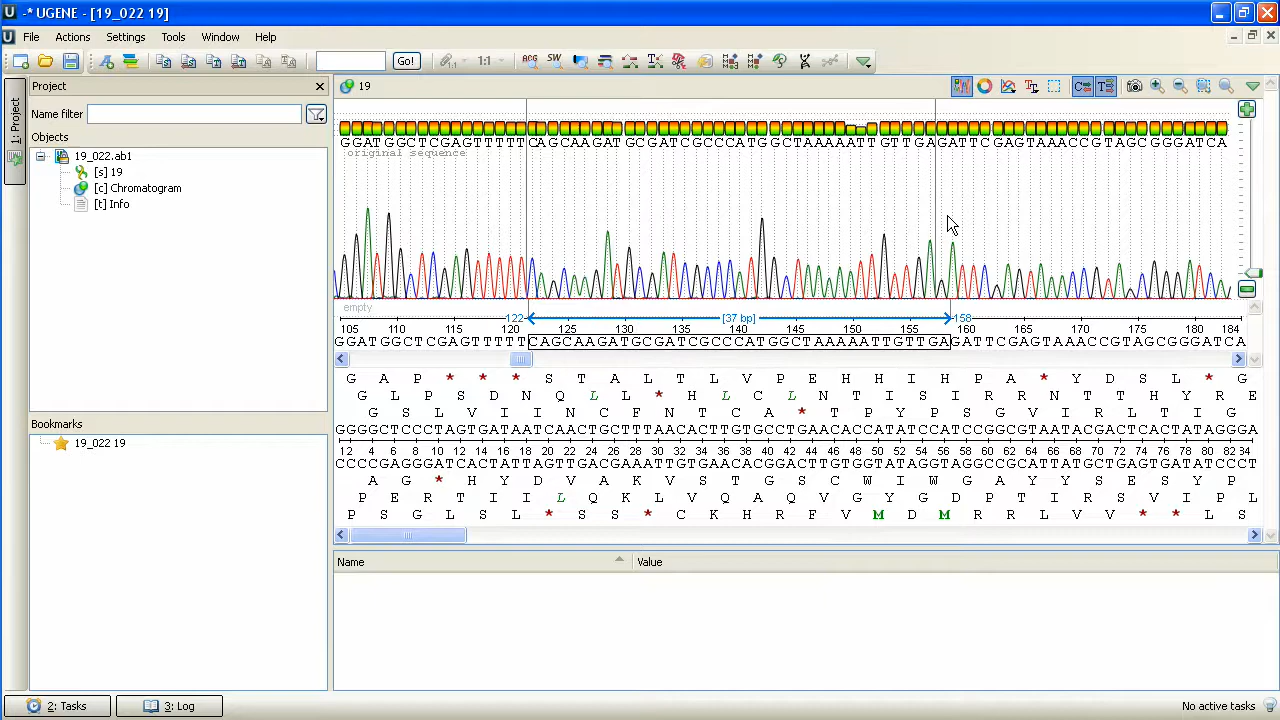 -* UGENE - [19_022 19]
File Actions Settings Tools Window Help
Go! 1:1
Project
Name filter
Objects
19_022.ab1
[s] 19
[c] Chromatogram
[t] Info
Bookmarks
19_022 19
1: Project
19
GGATGGCTCGAGTTTTTCAGCAAGATGCGATCGCCCATGGCTAAAAATTGTTGAGATTCGAGTAAACCGTAGCGGGATCA
original sequence
empty
122 [37 bp] 158
105 110 115 120 125 130 135 140 145 150 155 160 165 170 175 180 184
GGATGGCTCGAGTTTTTCAGCAAGATGCGATCGCCCATGGCTAAAAATTGTTGAGATTCGAGTAAACCGTAGCGGGATCA
G A P * * * S T A L T L V P E H H I H P A * Y D S L * G
G L P S D N Q L L * H L C L N T I S I R R N T T H Y R E
G S L V I I N C F N T C A * T P Y P S G V I R L T I G
GGGGCTCCCTAGTGATAATCAACTGCTTTAACACTTGTGCCTGAACACCATATCCATCCGGCGTAATACGACTCACTATAGGGA
12 4 6 8 10 12 14 16 18 20 22 24 26 28 30 32 34 36 38 40 42 44 46 48 50 52 54 56 58 60 62 64 66 68 70 72 74 76 78 80 82 34
CCCCGAGGGATCACTATTAGTTGACGAAATTGTGAACACGGACTTGTGGTATAGGTAGGCCGCATTATGCTGAGTGATATCCCT
A G * H Y D V A K V S T G S C W I W G A Y Y S E S Y P
P E R T I I L Q K L V Q A Q V G Y G D P T I R S V I P L
P S G L S L * S S * C K H R F V M D M R R L V V * * L S
Name Value
2: Tasks 3: Log No active tasks